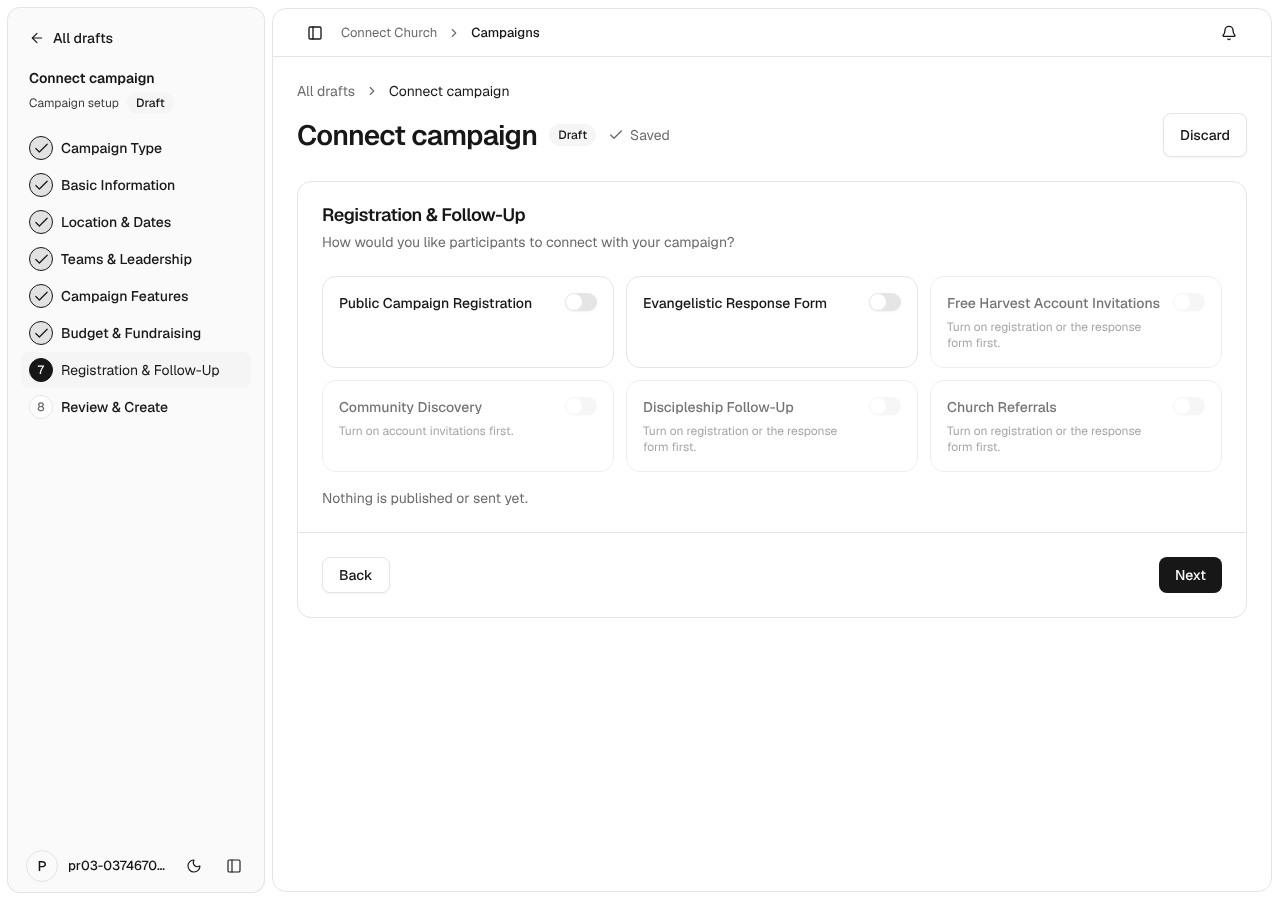 All drafts
Connect campaign
Campaign setup Draft
Campaign Type
Basic Information
Location & Dates
Teams & Leadership
Campaign Features
Budget & Fundraising
7 Registration & Follow-Up
8 Review & Create
P pr03-0374670...
Connect Church Campaigns
All drafts Connect campaign
Connect campaign Draft Saved Discard
Registration & Follow-Up
How would you like participants to connect with your campaign?
Public Campaign Registration
Evangelistic Response Form
Free Harvest Account Invitations
Turn on registration or the response
form first.
Community Discovery
Turn on account invitations first.
Discipleship Follow-Up
Turn on registration or the response
form first.
Church Referrals
Turn on registration or the response
form first.
Nothing is published or sent yet.
Back Next